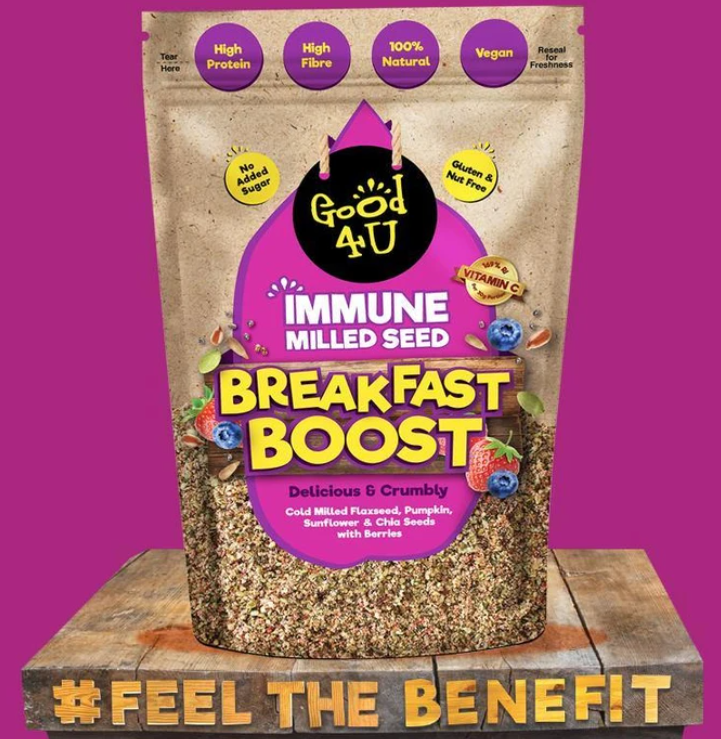 Tear
Here
High
Protein
High
Fibre
100%
Natural
Vegan
Reseal
for
Freshness
No
Added
Sugar
Gluten &
Nut Free
Good
4U
VITAMIN C
IMMUNE
MILLED SEED
BREAKFAST
BOOST
Delicious & Crumbly
Cold Milled Flaxseed, Pumpkin,
Sunflower & Chia Seeds
with Berries
#FEEL THE BENEFIT